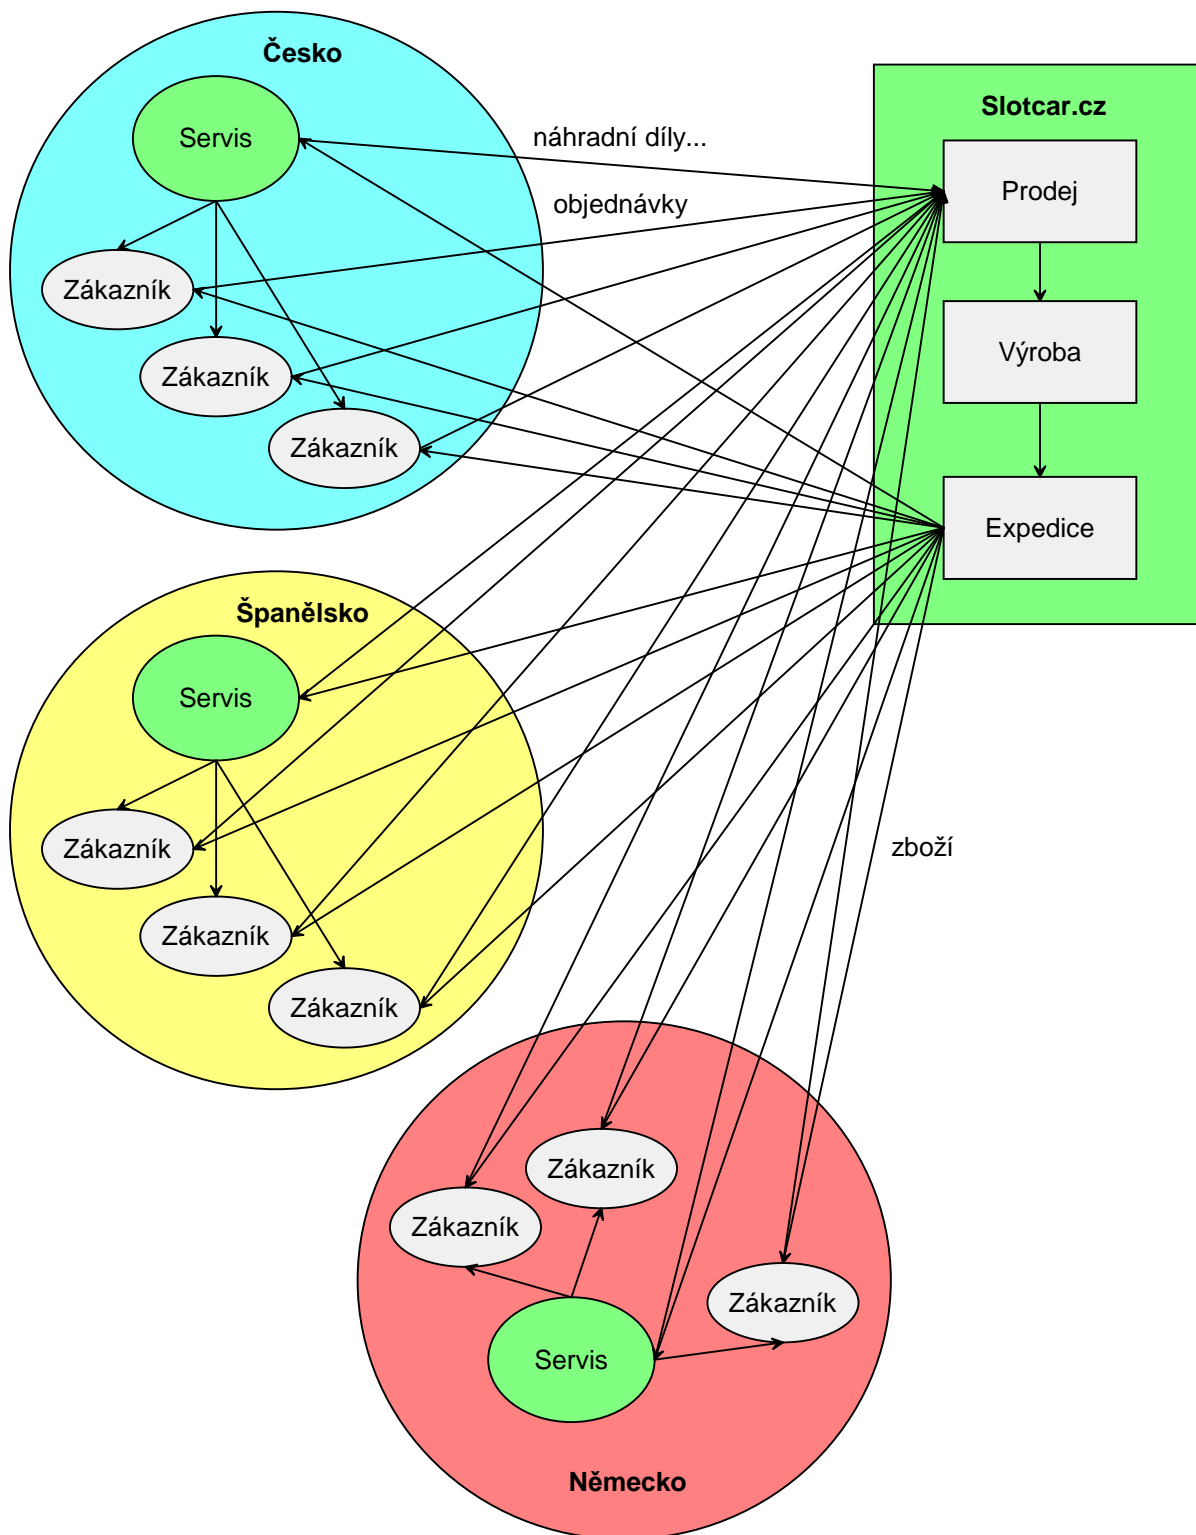 Česko
Servis
Zákazník
Zákazník
Zákazník
náhradní díly...
objednávky
Slotcar.cz
Prodej
Výroba
Expedice
Španělsko
Servis
Zákazník
Zákazník
Zákazník
zboží
Zákazník
Zákazník
Zákazník
Servis
Německo